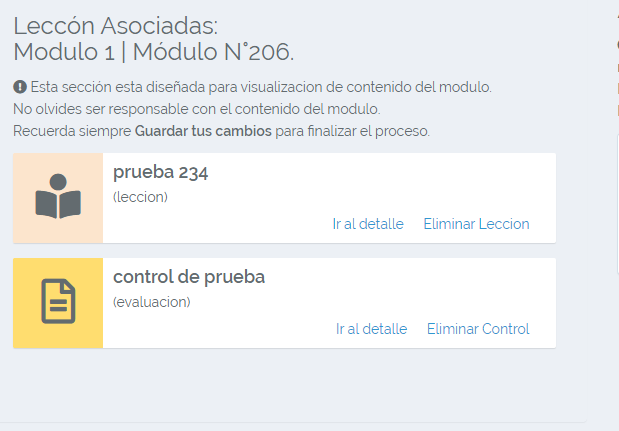 Leccón Asociadas:
Modulo 1 | Módulo N°206.
Esta sección esta diseñada para visualizacion de contenido del modulo.
No olvides ser responsable con el contenido del modulo.
Recuerda siempre Guardar tus cambios para finalizar el proceso.
prueba 234
(leccion)
Ir al detalle Eliminar Leccion
control de prueba
(evaluacion)
Ir al detalle Eliminar Control